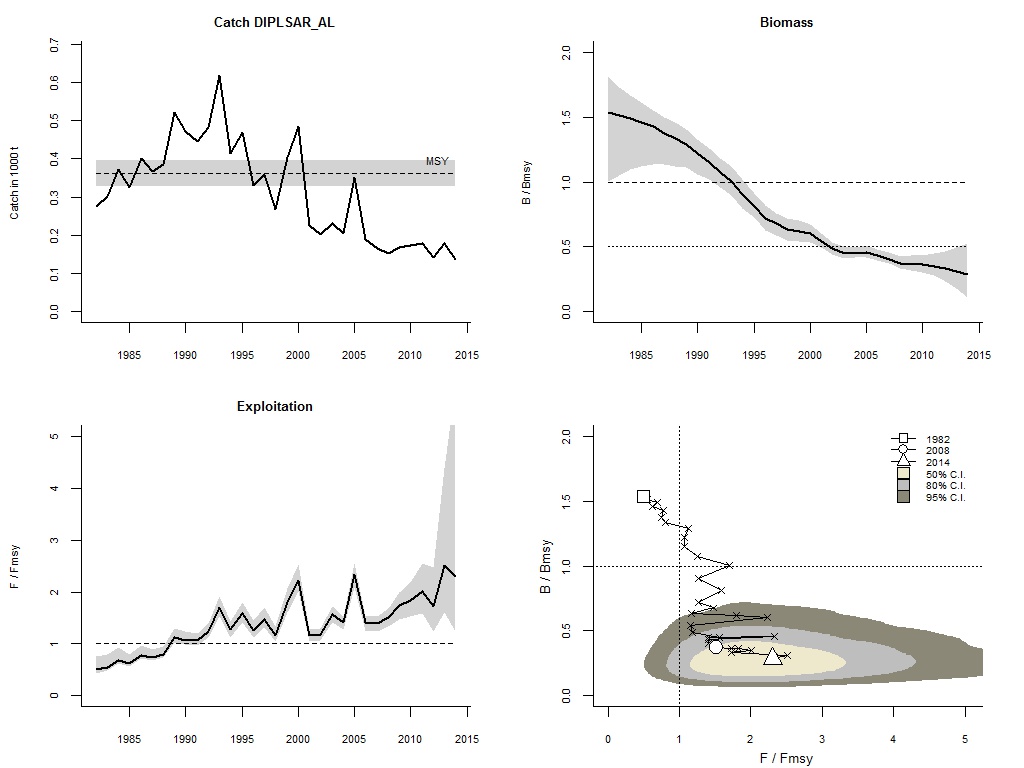 Catch DIPLSAR_AL
Catch in 1000 t
0.0 0.1 0.2 0.3 0.4 0.5 0.6 0.7
MSY
1985 1990 1995 2000 2005 2010 2015
Biomass
B / Bmsy
0.0 0.5 1.0 1.5 2.0
1985 1990 1995 2000 2005 2010 2015
Exploitation
F / Fmsy
0 1 2 3 4 5
1985 1990 1995 2000 2005 2010 2015
B / Bmsy
0.0 0.5 1.0 1.5 2.0
1982
2008
2014
50% C.I.
80% C.I.
95% C.I.
0 1 2 3 4 5
F / Fmsy